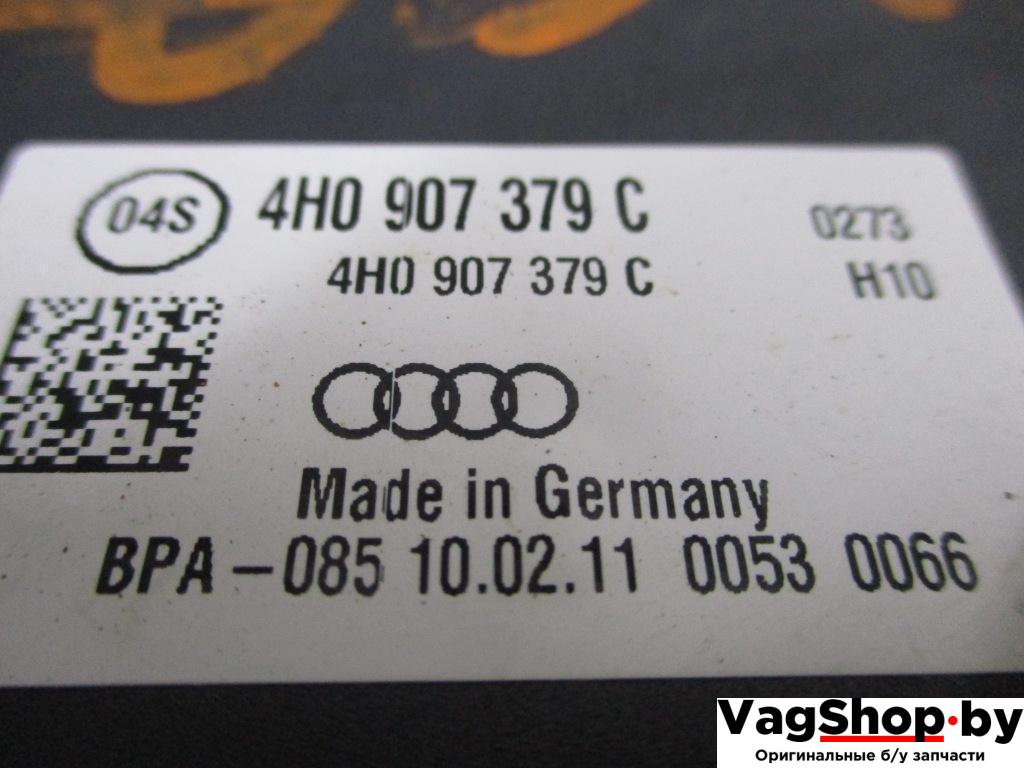 04S 4H0 907 379 C 0273
4H0 907 379 C H10
Made in Germany
BPA-085 10.02.11 0053 0066
VagShop.by
Оригинальные б/у запчасти